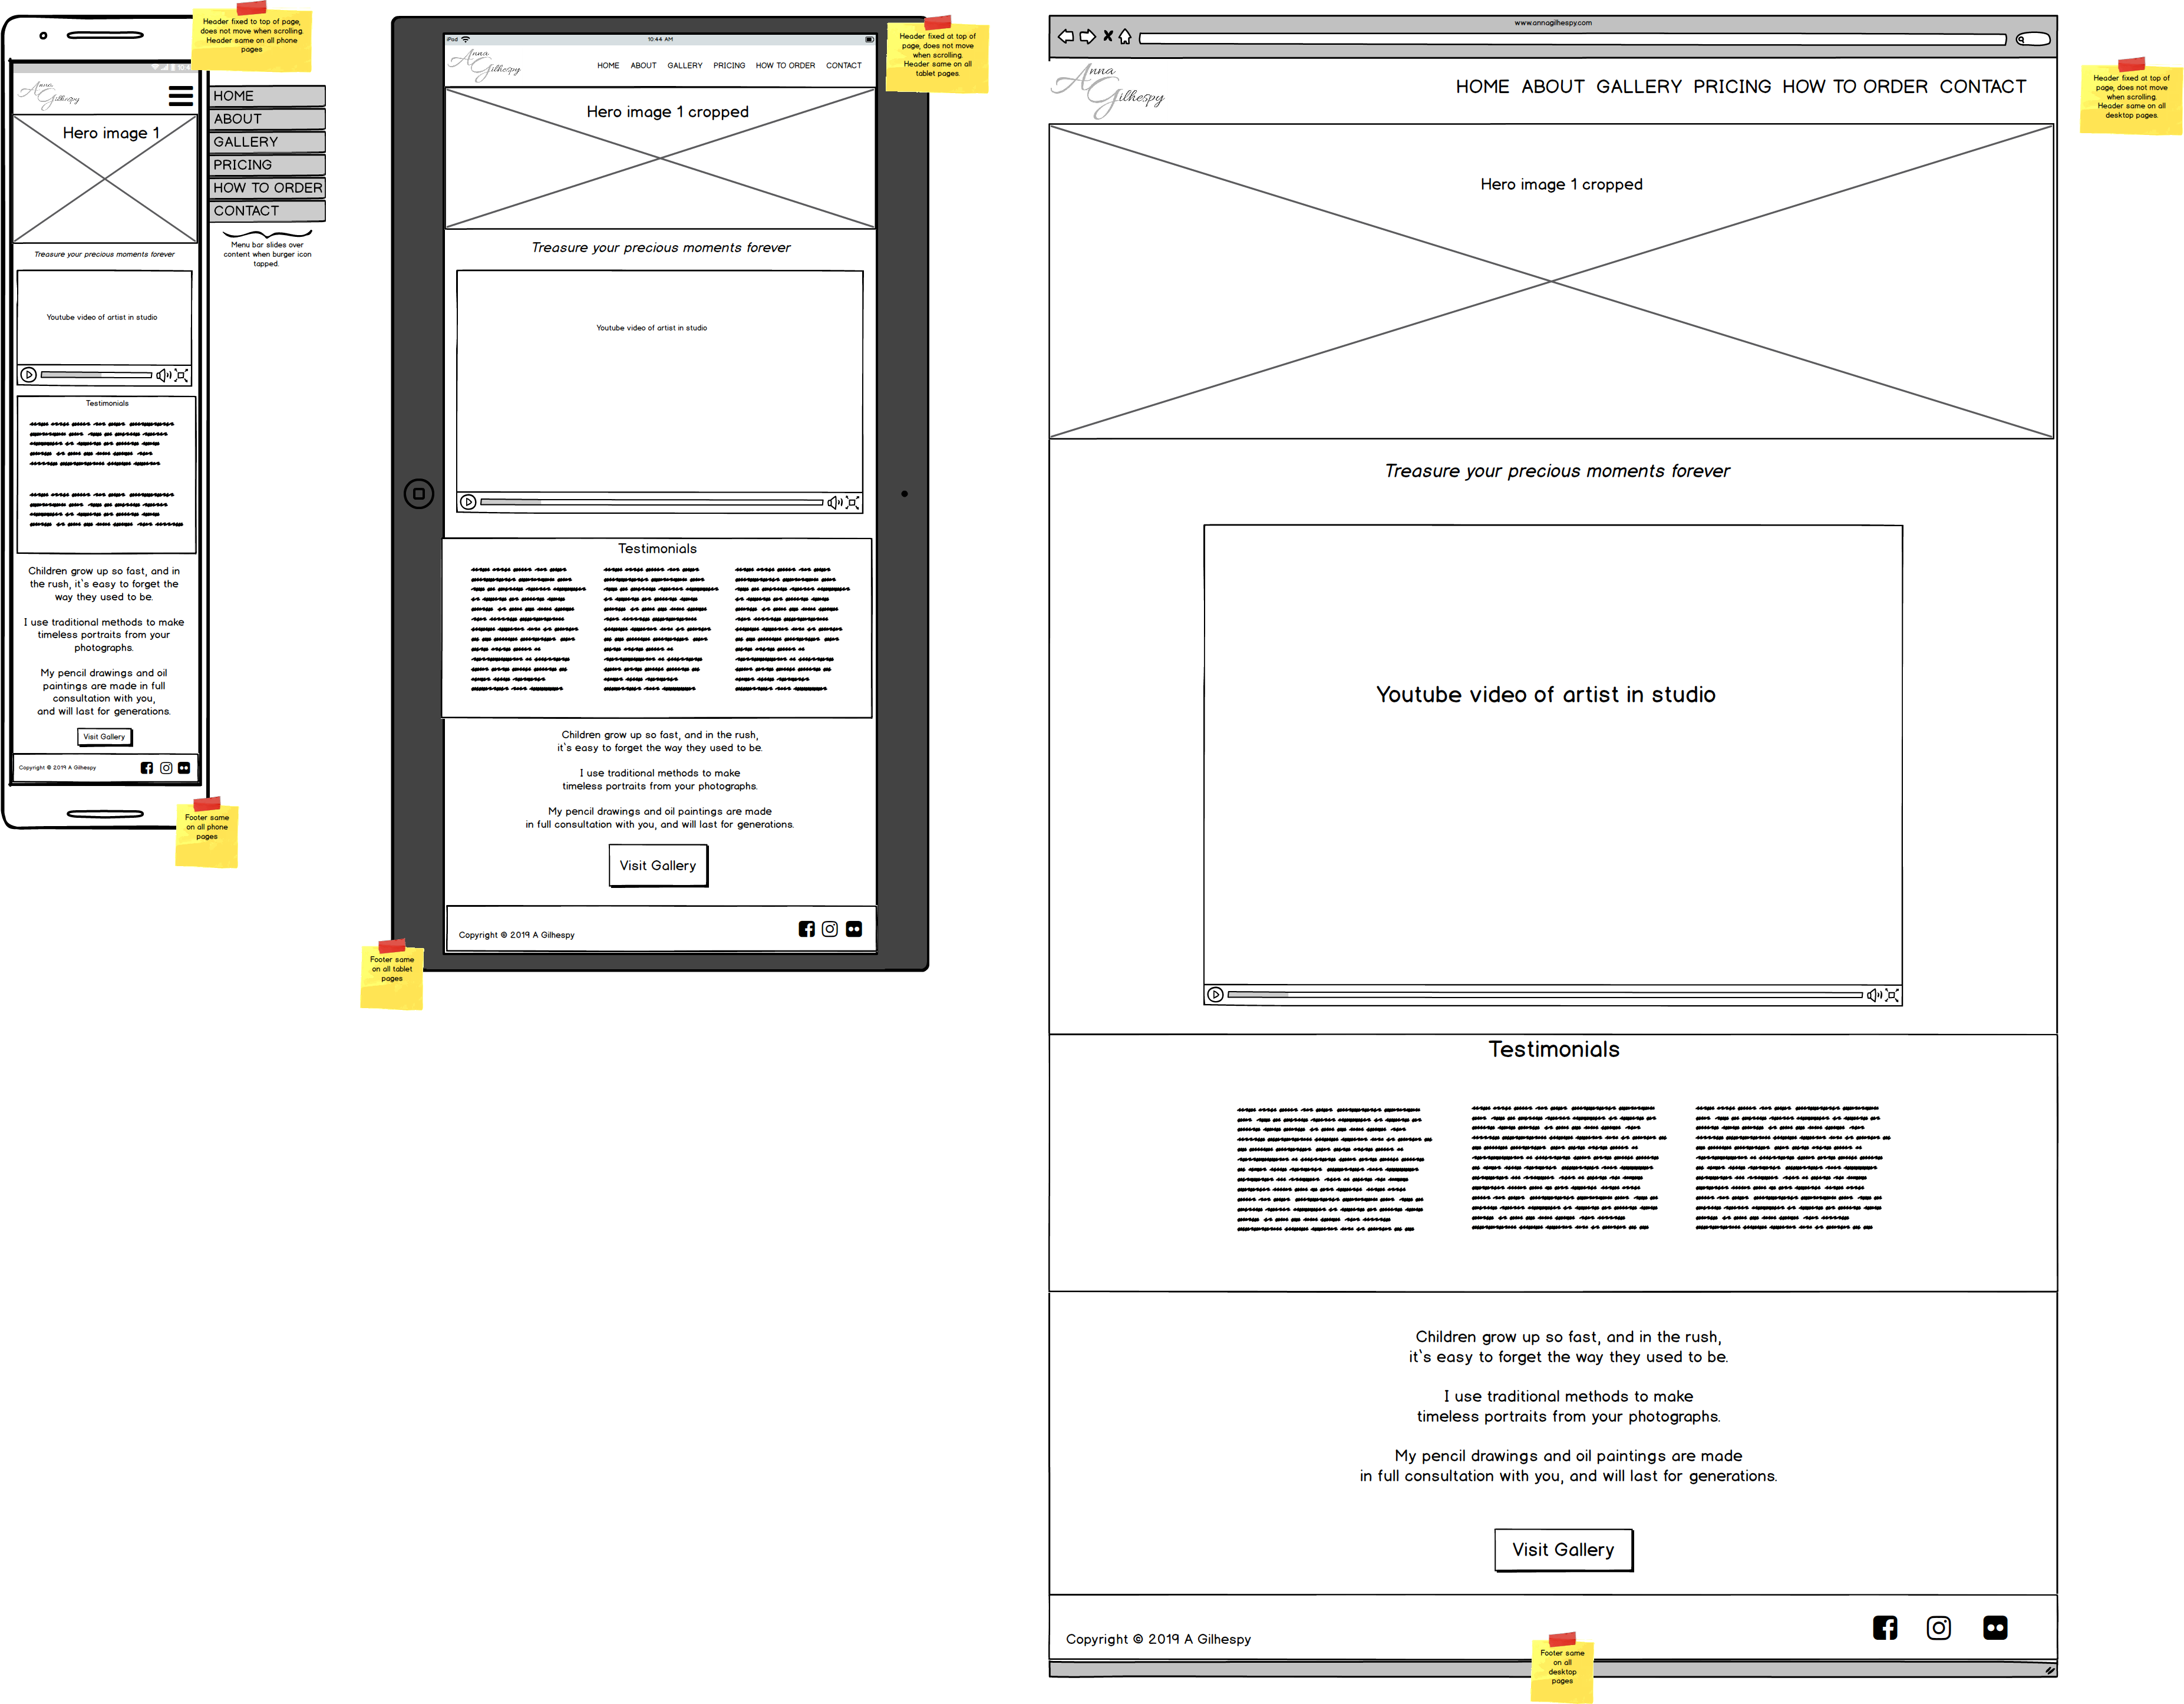 Header fixed to top of page,
does not move when scrolling.
Header same on all phone
pages
Anna
Gilhespy
HOME
ABOUT
GALLERY
PRICING
HOW TO ORDER
CONTACT
Menu bar slides over
content when burger icon
tapped.
Hero image 1
Treasure your precious moments forever
Youtube video of artist in studio
Testimonials
Children grow up so fast, and in
the rush, it`s easy to forget the
way they used to be.
I use traditional methods to make
timeless portraits from your
photographs.
My pencil drawings and oil
paintings are made in full
consultation with you,
and will last for generations.
Visit Gallery
Copyright © 2019 A Gilhespy
Footer same
on all phone
pages
iPad
10:44 AM
Header fixed at top of
page, does not move
when scrolling.
Header same on all
tablet pages.
Anna
Gilhespy
HOME ABOUT GALLERY PRICING HOW TO ORDER CONTACT
Hero image 1 cropped
Treasure your precious moments forever
Youtube video of artist in studio
Testimonials
Children grow up so fast, and in the rush,
it`s easy to forget the way they used to be.
I use traditional methods to make
timeless portraits from your photographs.
My pencil drawings and oil paintings are made
in full consultation with you, and will last for generations.
Visit Gallery
Copyright © 2019 A Gilhespy
Footer same
on all tablet
pages
www.annagilhespy.com
Header fixed at top of
page, does not move
when scrolling.
Header same on all
desktop pages.
Anna
Gilhespy
HOME ABOUT GALLERY PRICING HOW TO ORDER CONTACT
Hero image 1 cropped
Treasure your precious moments forever
Youtube video of artist in studio
Testimonials
Children grow up so fast, and in the rush,
it`s easy to forget the way they used to be.
I use traditional methods to make
timeless portraits from your photographs.
My pencil drawings and oil paintings are made
in full consultation with you, and will last for generations.
Visit Gallery
Copyright © 2019 A Gilhespy
Footer same
on all
desktop
pages